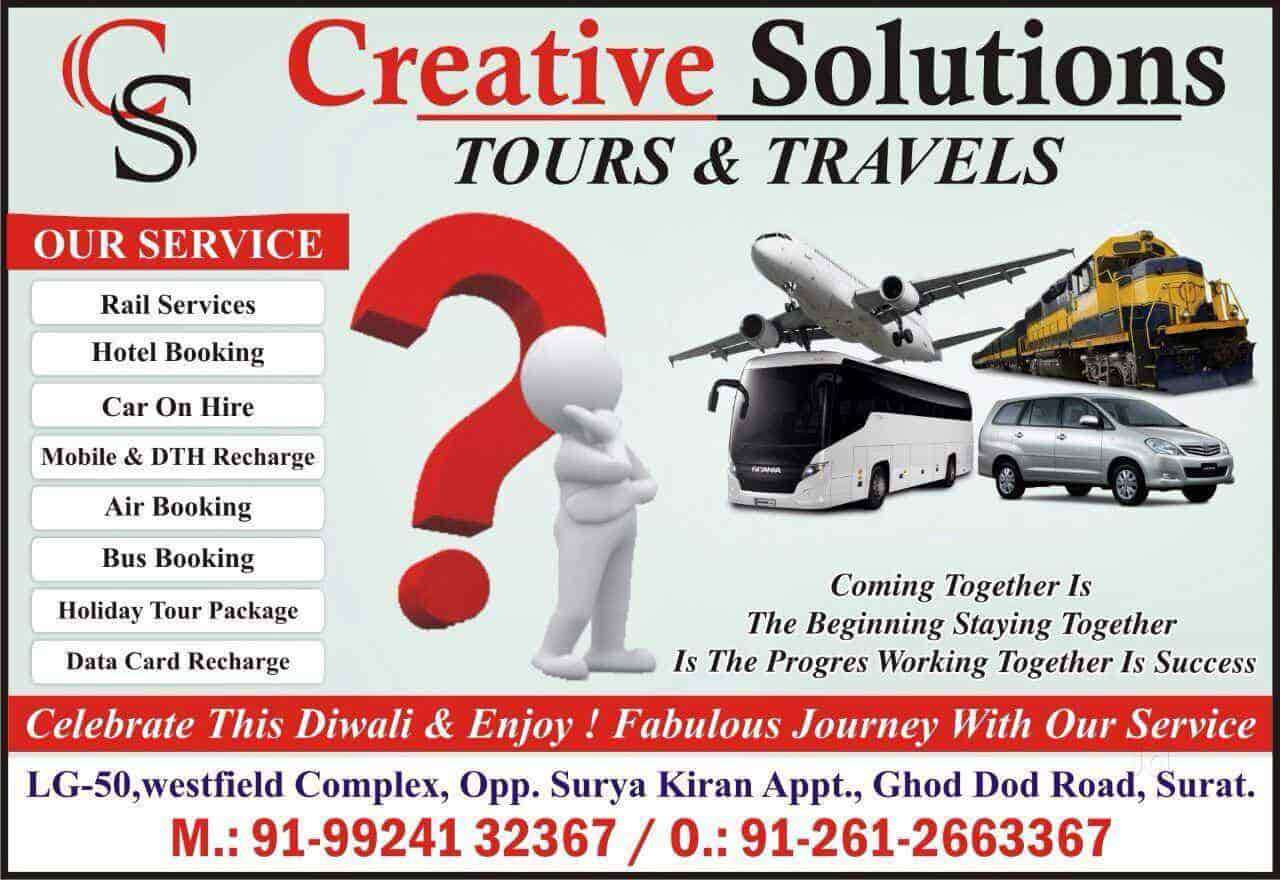 CS
Creative Solutions
TOURS & TRAVELS
OUR SERVICE
Rail Services
Hotel Booking
Car On Hire
Mobile & DTH Recharge
Air Booking
Bus Booking
Holiday Tour Package
Data Card Recharge
SCANIA
Coming Together Is
The Beginning Staying Together
Is The Progres Working Together Is Success
Celebrate This Diwali & Enjoy ! Fabulous Journey With Our Service
LG-50,westfield Complex, Opp. Surya Kiran Appt., Ghod Dod Road, Surat.
M.: 91-99241 32367 / O.: 91-261-2663367